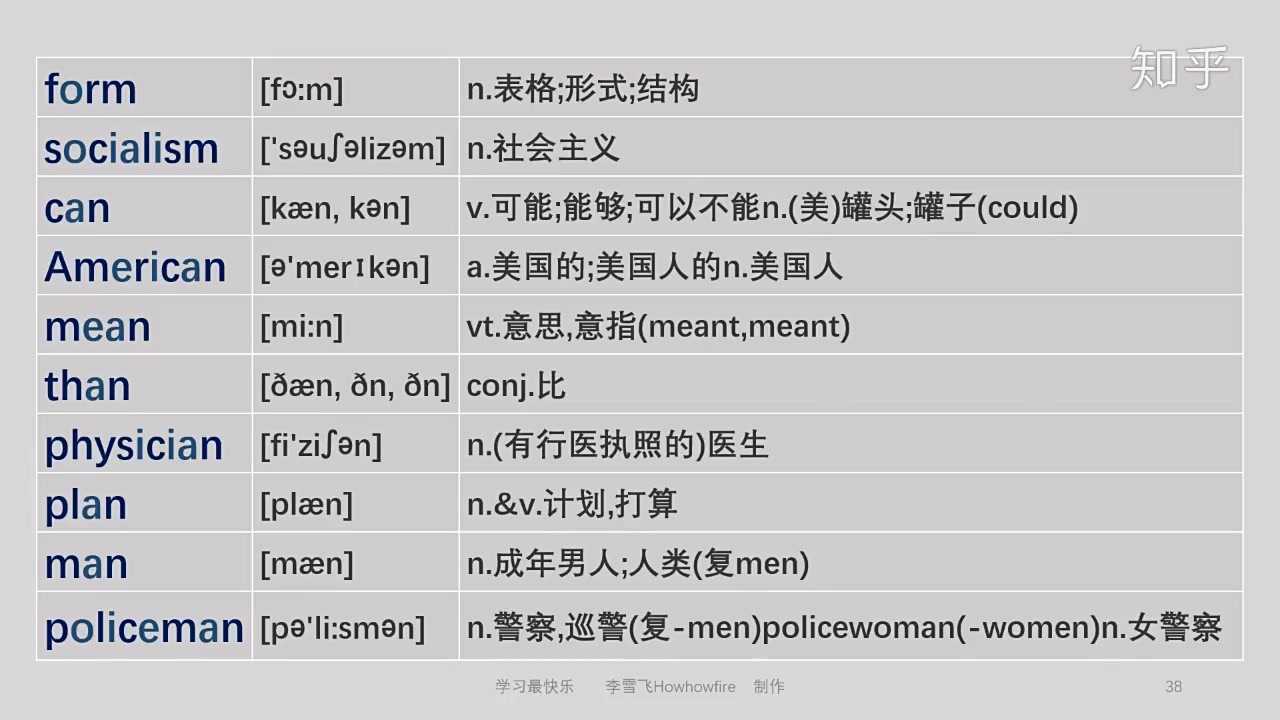 知乎
form [fɔ:m] n.表格;形式;结构
socialism ['səuʃəlizəm] n.社会主义
can [kæn, kən] v.可能;能够;可以不能n.(美)罐头;罐子(could)
American [ə'merɪkən] a.美国的;美国人的n.美国人
mean [mi:n] vt.意思,意指(meant,meant)
than [ðæn, ðn, ðn] conj.比
physician [fi'ziʃən] n.(有行医执照的)医生
plan [plæn] n.&v.计划,打算
man [mæn] n.成年男人;人类(复men)
policeman [pə'li:smən] n.警察,巡警(复-men)policewoman(-women)n.女警察
学习最快乐 李雪飞Howhowfire 制作 38